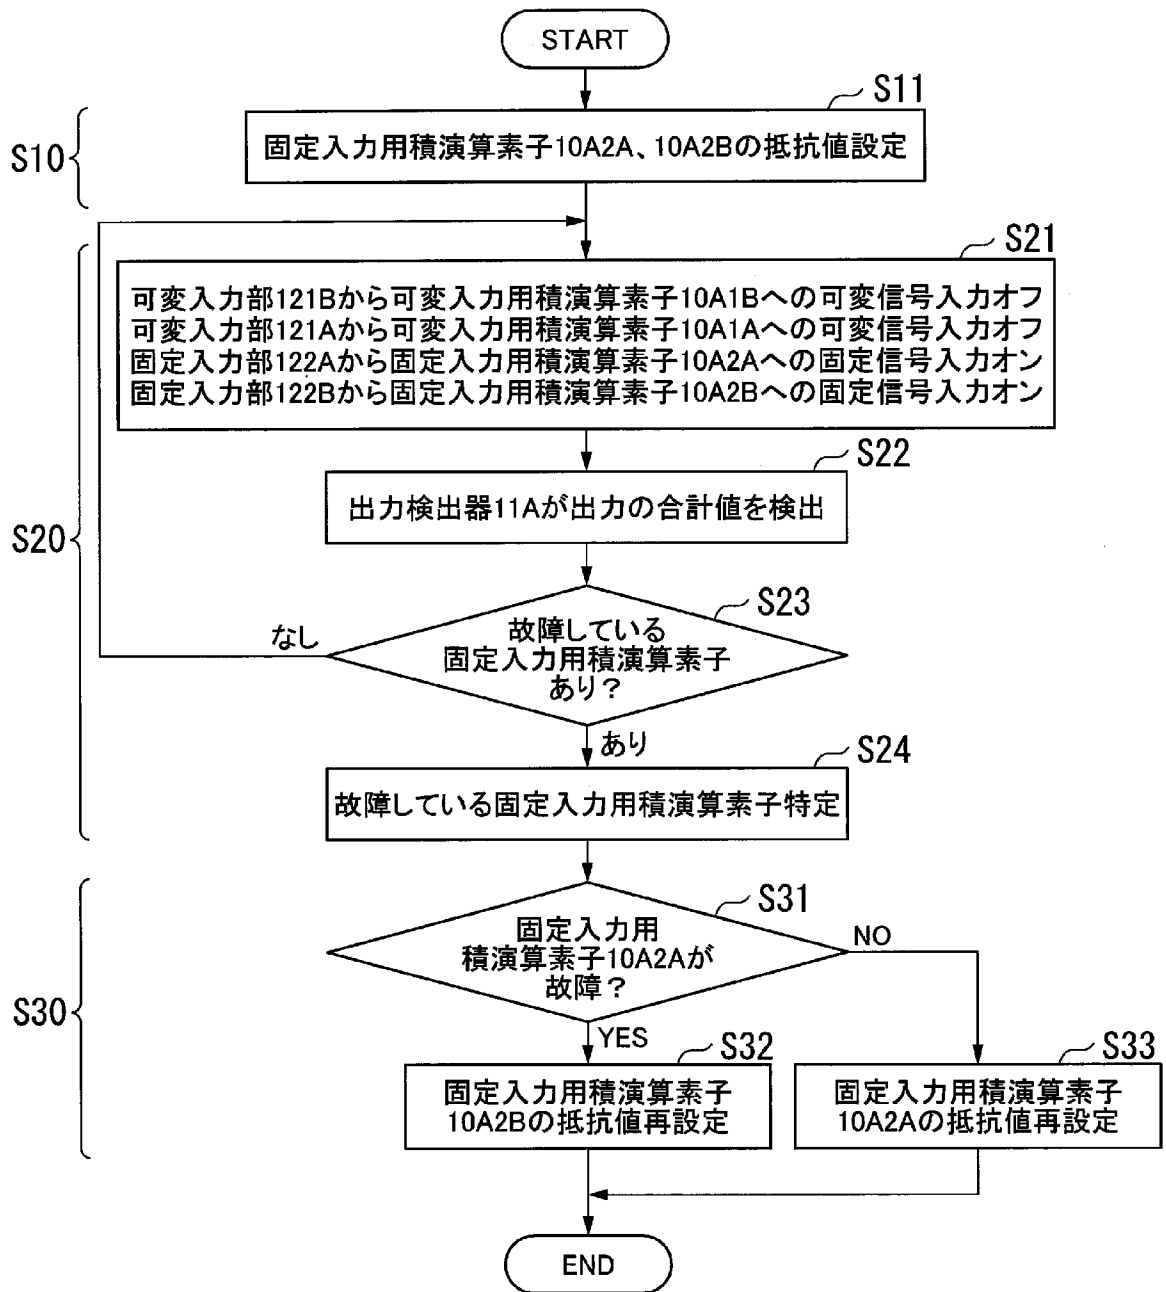 START
S11
S10
固定入力用積演算素子10A2A、10A2Bの抵抗値設定
S21
可変入力部121Bから可変入力用積演算素子10A1Bへの可変信号入力オフ
可変入力部121Aから可変入力用積演算素子10A1Aへの可変信号入力オフ
固定入力部122Aから固定入力用積演算素子10A2Aへの固定信号入力オン
固定入力部122Bから固定入力用積演算素子10A2Bへの固定信号入力オン
S22
出力検出器11Aが出力の合計値を検出
S20
S23
なし
故障している
固定入力用積演算素子
あり？
あり
S24
故障している固定入力用積演算素子特定
S31
固定入力用
積演算素子10A2Aが
故障？
NO
S30
YES
S32
S33
固定入力用積演算素子
10A2Bの抵抗値再設定
固定入力用積演算素子
10A2Aの抵抗値再設定
END